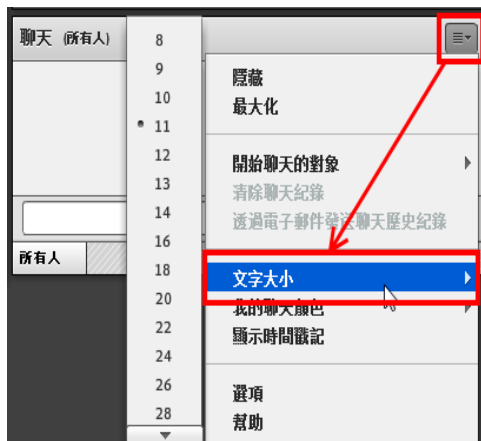 聊天 (所有人)
8
9
10
11
12
13
14
16
18
20
22
24
26
28
隱藏
最大化
開始聊天的對象
清除聊天紀錄
透過電子郵件發送聊天歷史紀錄
文字大小
我的聊天顏色
顯示時間戳記
選項
幫助
所有人